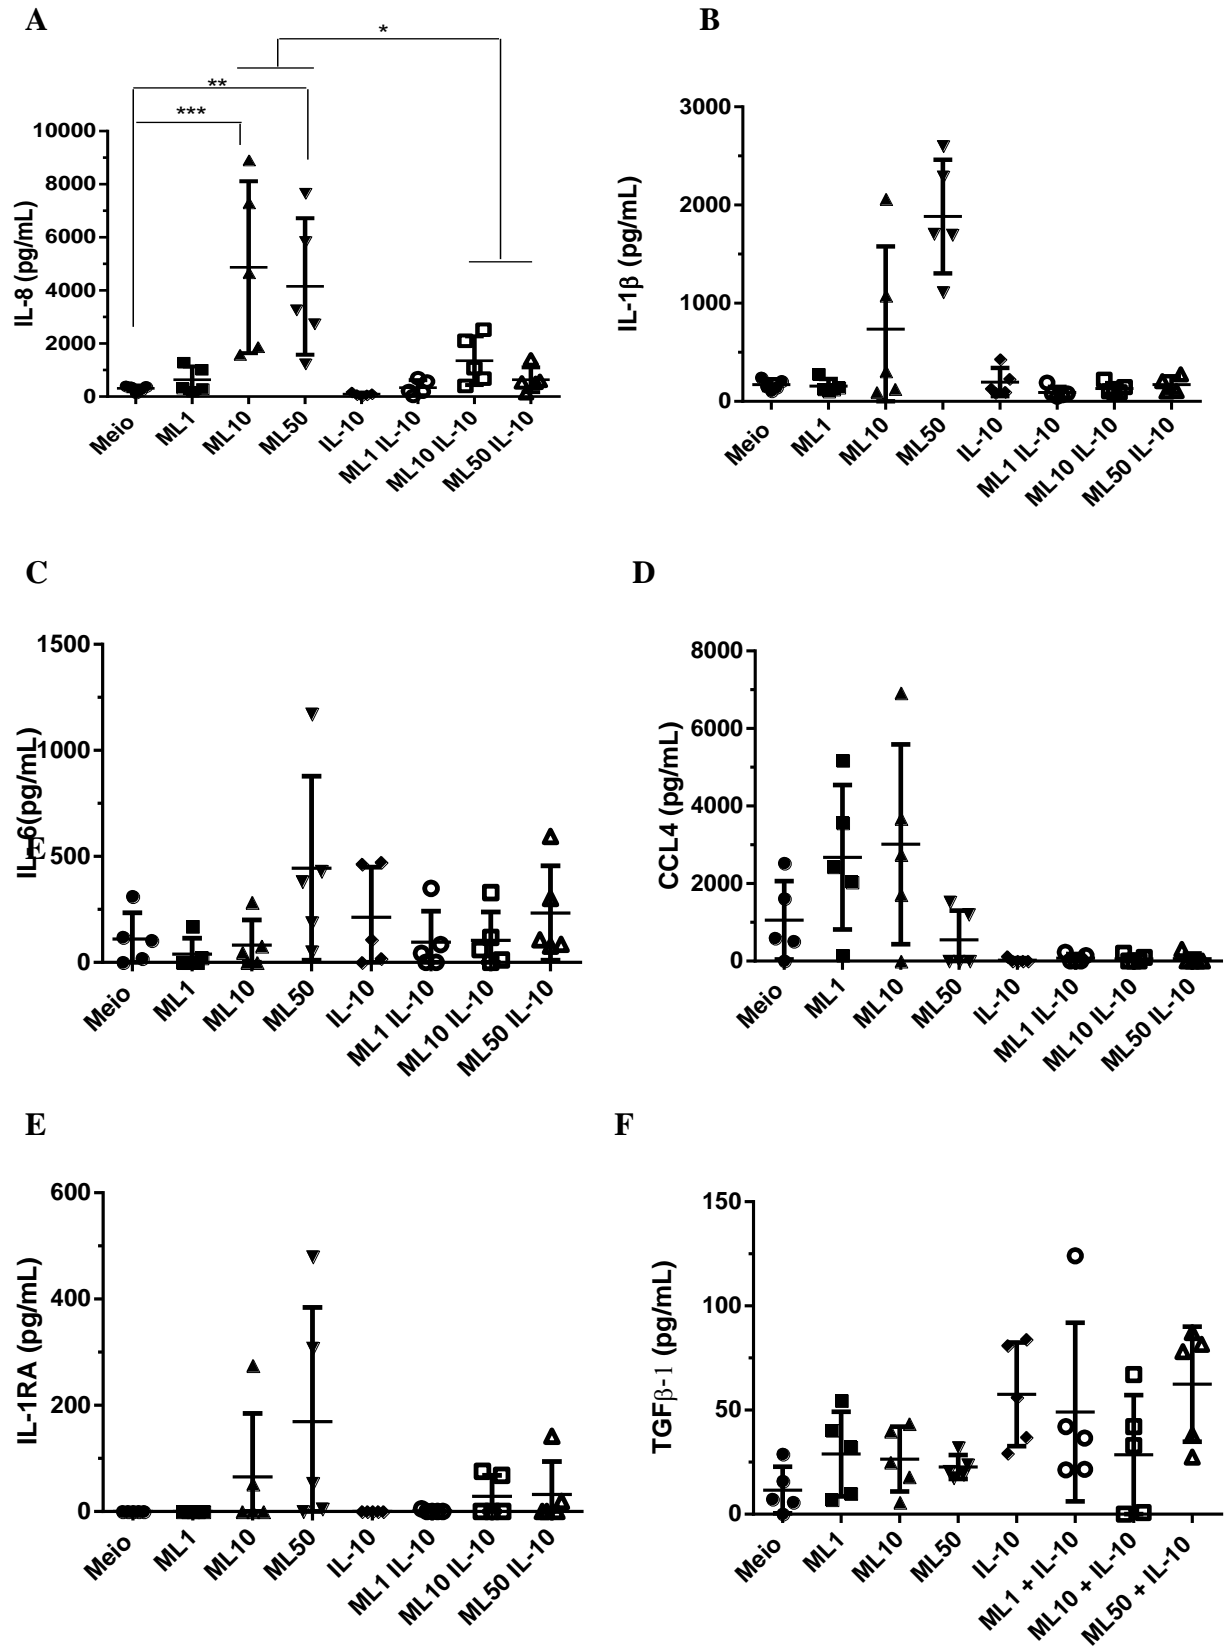 A
B
*
**
***
10000
8000
6000
4000
2000
0
IL-8 (pg/mL)
Meio
ML1
ML10
ML50
IL-10
ML1 IL-10
ML10 IL-10
ML50 IL-10
3000
2000
1000
0
IL-1β (pg/mL)
Meio
ML1
ML10
ML50
IL-10
ML1 IL-10
ML10 IL-10
ML50 IL-10
C
D
1500
1000
500
0
IL-6(pg/mL)
E
Meio
ML1
ML10
ML50
IL-10
ML1 IL-10
ML10 IL-10
ML50 IL-10
8000
6000
4000
2000
0
CCL4 (pg/mL)
Meio
ML1
ML10
ML50
IL-10
ML1 IL-10
ML10 IL-10
ML50 IL-10
E
F
600
400
200
0
IL-1RA (pg/mL)
Meio
ML1
ML10
ML50
IL-10
ML1 IL-10
ML10 IL-10
ML50 IL-10
150
100
50
0
TGFβ-1 (pg/mL)
Meio
ML1
ML10
ML50
IL-10
ML1 + IL-10
ML10 + IL-10
ML50 + IL-10